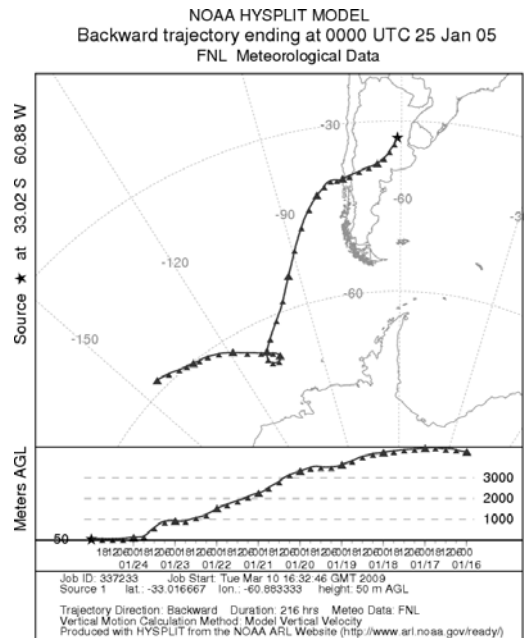 NOAA HYSPLIT MODEL
Backward trajectory ending at 0000 UTC 25 Jan 05
FNL Meteorological Data
Source ★ at 33.02 S 60.88 W
-30
-90
-60
-30
-120
-60
-150
Meters AGL
3000
2000
1000
50
01/24 01/23 01/22 01/21 01/20 01/19 01/18 01/17 01/16
Job ID: 337233 Job Start: Tue Mar 10 16:32:46 GMT 2009
Source 1 lat.: -33.016667 lon.: -60.883333 height: 50 m AGL
Trajectory Direction: Backward Duration: 216 hrs Meteo Data: FNL
Vertical Motion Calculation Method: Model Vertical Velocity
Produced with HYSPLIT from the NOAA ARL Website (http://www.arl.noaa.gov/ready/)